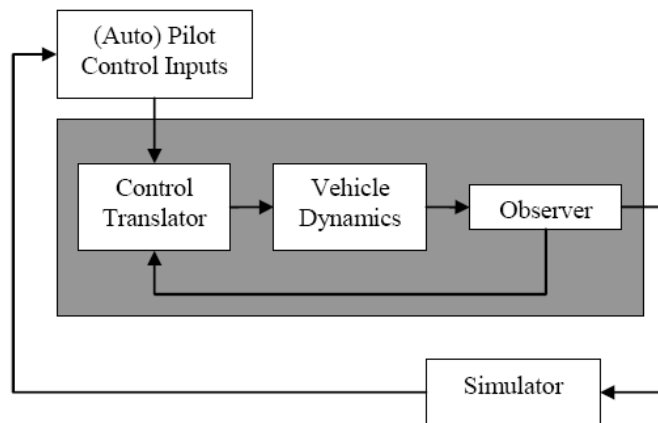 (Auto) Pilot
Control Inputs
Control
Translator
Vehicle
Dynamics
Observer
Simulator